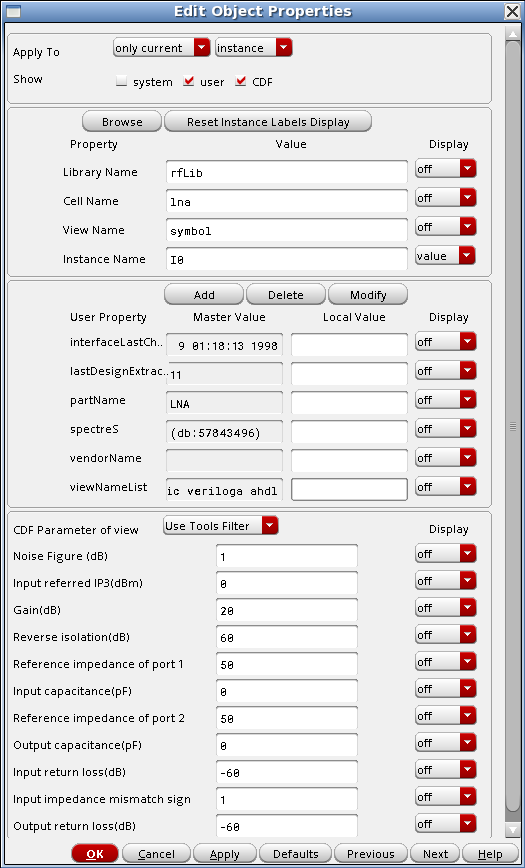 Edit Object Properties
Apply To only current instance
Show system user CDF
Browse Reset Instance Labels Display
Property Value Display
Library Name rfLib off
Cell Name lna off
View Name symbol off
Instance Name I0 value
Add Delete Modify
User Property Master Value Local Value Display
interfaceLastCh.. 9 01:18:13 1998 off
lastDesignExtrac.. 11 off
partName LNA off
spectreS (db:57843496) off
vendorName off
viewNameList ic veriloga ahdl off
CDF Parameter of view Use Tools Filter Display
Noise Figure (dB) 1 off
Input referred IP3(dBm) 0 off
Gain(dB) 20 off
Reverse isolation(dB) 60 off
Reference impedance of port 1 50 off
Input capacitance(pF) 0 off
Reference impedance of port 2 50 off
Output capacitance(pF) 0 off
Input return loss(dB) -60 off
Input impedance mismatch sign 1 off
Output return loss(dB) -60 off
OK Cancel Apply Defaults Previous Next Help